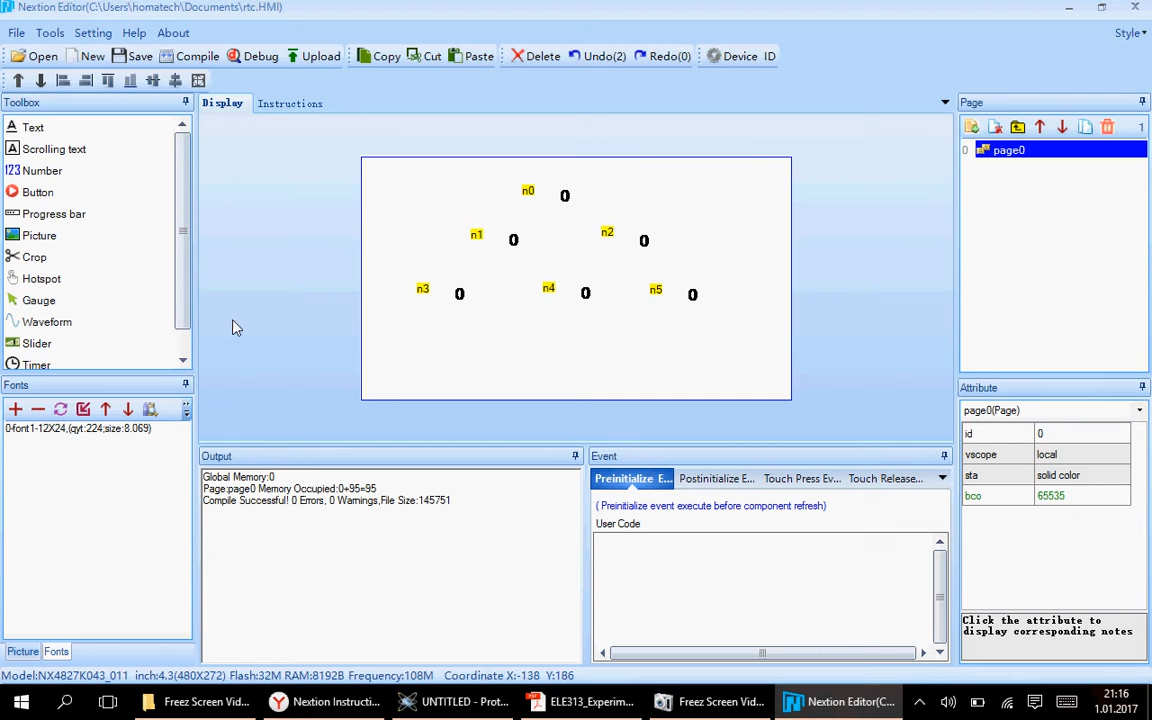 Nextion Editor(C:\Users\homatech\Documents\rtc.HMI)
File Tools Setting Help About Style
Open New Save Compile Debug Upload Copy Cut Paste Delete Undo(2) Redo(0) Device ID
Toolbox
Display Instructions
Page
Text
Scrolling text
123 Number
Button
Progress bar
Picture
Crop
Hotspot
Gauge
Waveform
Slider
Timer
n0 0
n1 0 n2 0
n3 0 n4 0 n5 0
1
0 page0
Fonts
0-font1-12X24,(qyt:224;size:8.069)
Picture Fonts
Output
Global Memory:0
Page:page0 Memory Occupied:0+95=95
Compile Successful! 0 Errors, 0 Warnings,File Size:145751
Event
Preinitialize E... Postinitialize E... Touch Press Ev... Touch Release...
( Preinitialize event execute before component refresh)
User Code
Attribute
page0(Page)
id 0
vscope local
sta solid color
bco 65535
Click the attribute to
display corresponding notes
Model:NX4827K043_011 inch:4.3(480X272) Flash:32M RAM:8192B Frequency:108M Coordinate X:-138 Y:186
Freez Screen Vid... Nextion Instructi... UNTITLED - Prot... ELE313_Experim... Freez Screen Vid... Nextion Editor(C...
21:16
1.01.2017